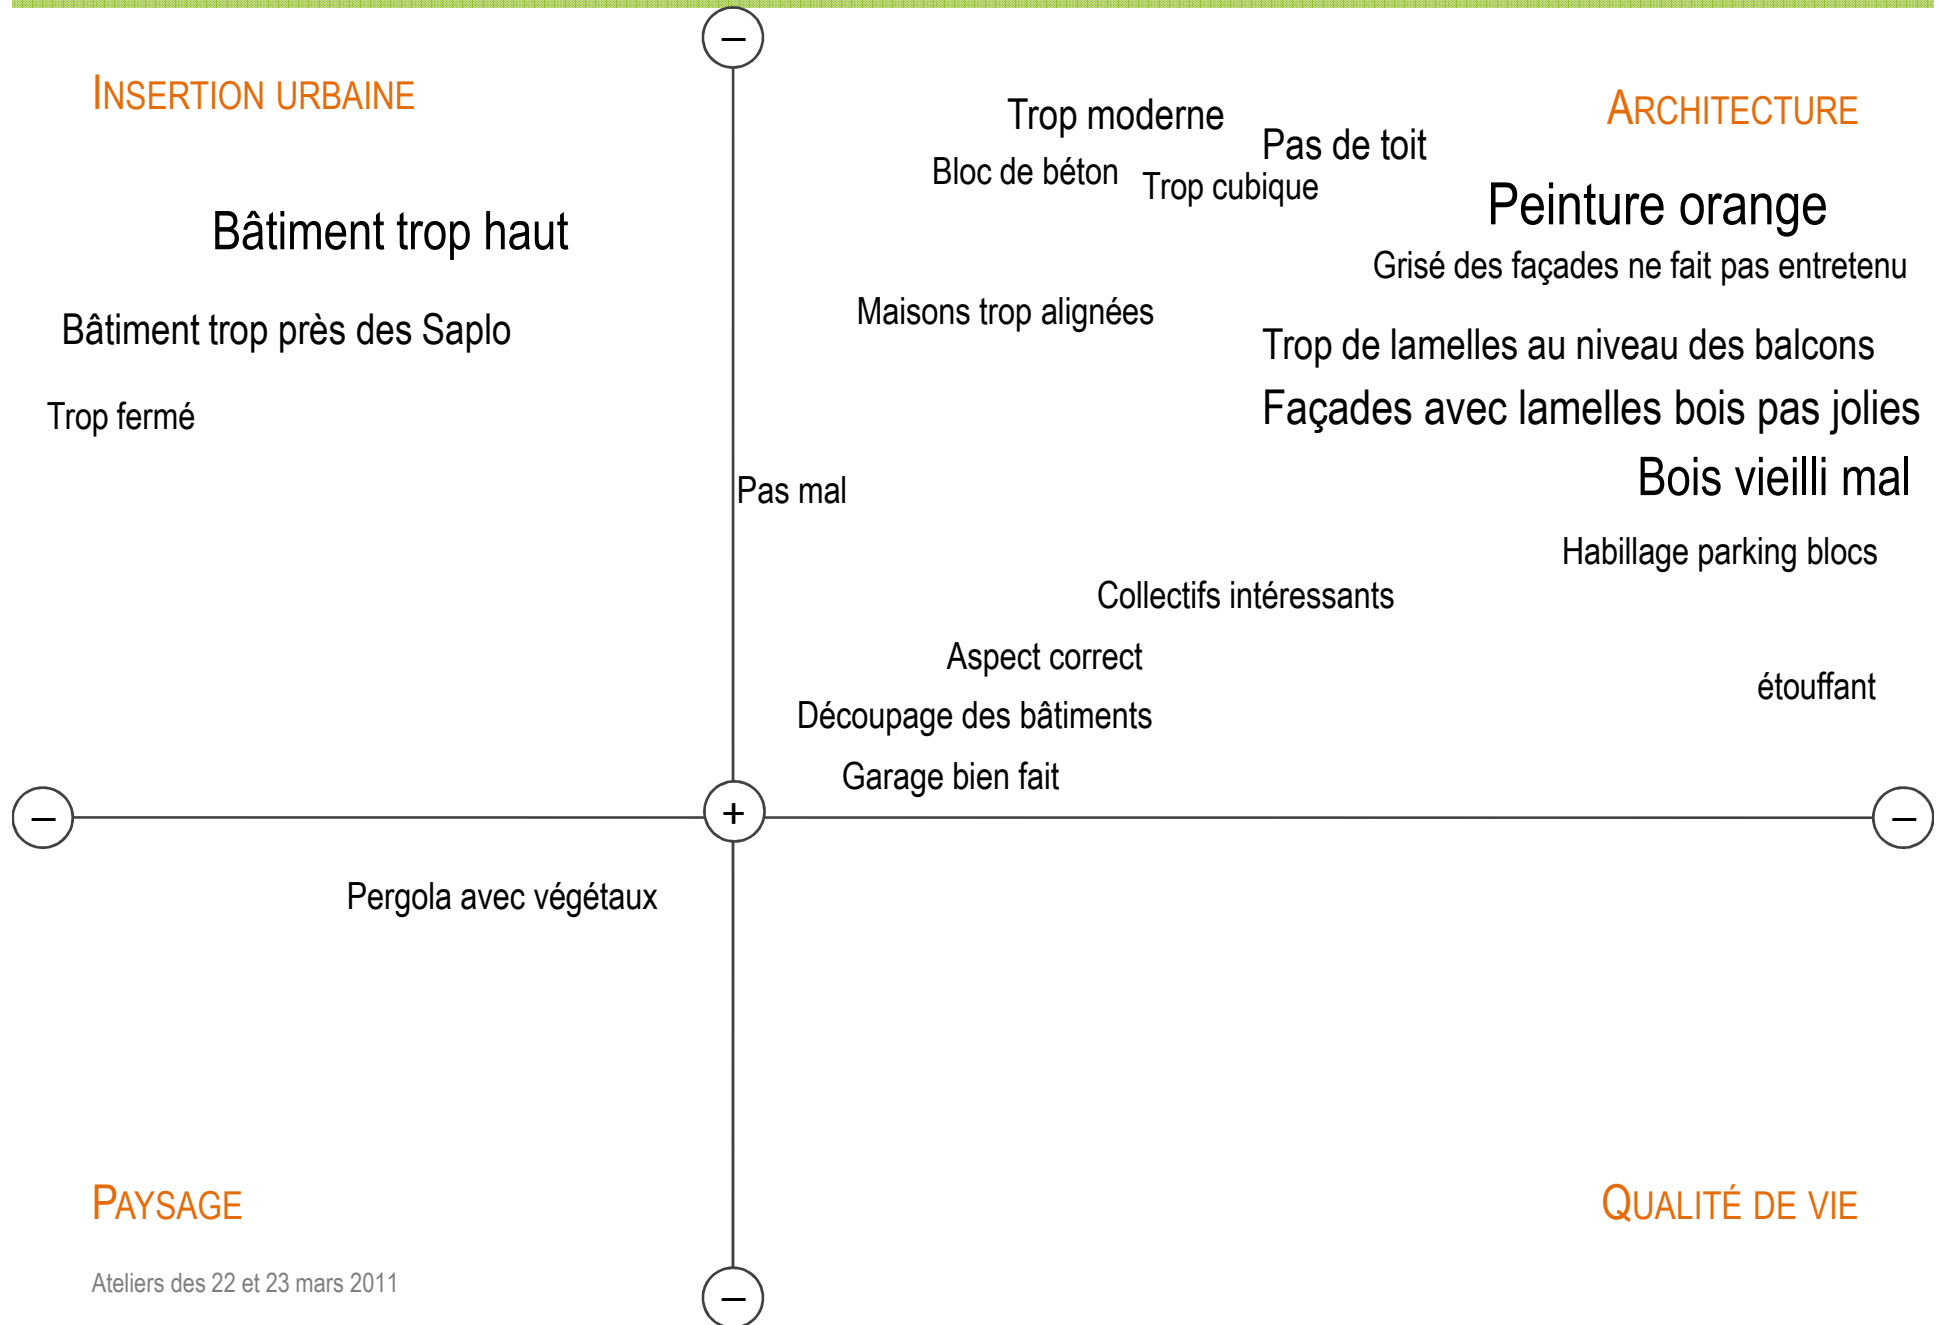 –
INSERTION URBAINE
ARCHITECTURE
Trop moderne
Pas de toit
Bloc de béton
Trop cubique
Peinture orange
Bâtiment trop haut
Grisé des façades ne fait pas entretenu
Maisons trop alignées
Bâtiment trop près des Saplo
Trop de lamelles au niveau des balcons
Trop fermé
Façades avec lamelles bois pas jolies
Bois vieilli mal
Pas mal
Habillage parking blocs
Collectifs intéressants
Aspect correct
étouffant
Découpage des bâtiments
Garage bien fait
–
+
–
Pergola avec végétaux
PAYSAGE
QUALITÉ DE VIE
Ateliers des 22 et 23 mars 2011
–